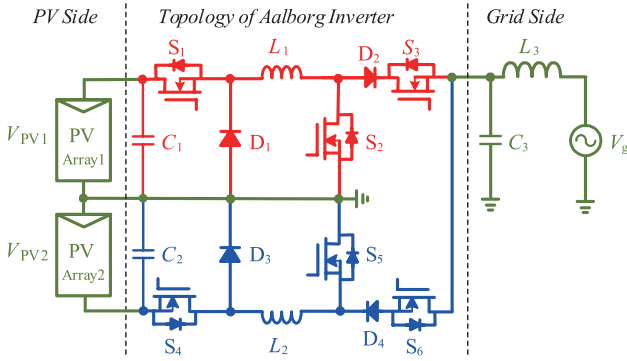 PV Side Topology of Aalborg Inverter Grid Side
S1 L1 D2 S3 L3
VPV1 PV Array1 C1 D1 S2 C3 Vg
VPV2 PV Array2 C2 D3 S5
S4 L2 D4 S6